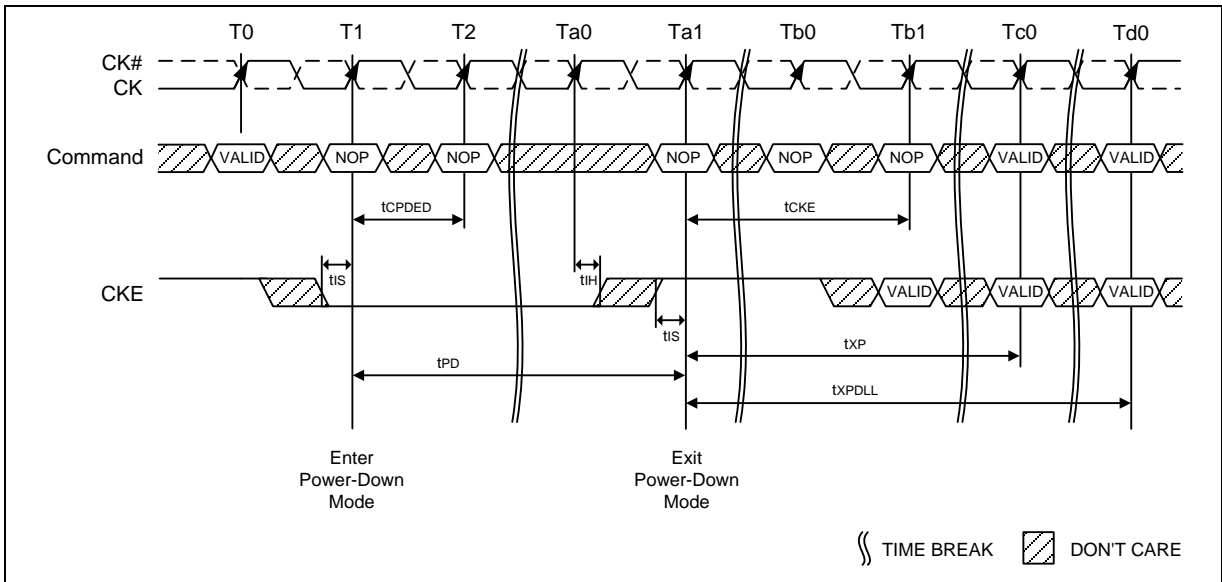 T0 T1 T2 Ta0 Ta1 Tb0 Tb1 Tc0 Td0
CK#
CK
Command VALID NOP NOP NOP NOP NOP VALID VALID
tCPDED tCKE
tIS tIH
CKE VALID VALID VALID
tIS
tXP
tPD
tXPDLL
Enter
Power-Down
Mode
Exit
Power-Down
Mode
TIME BREAK DON'T CARE